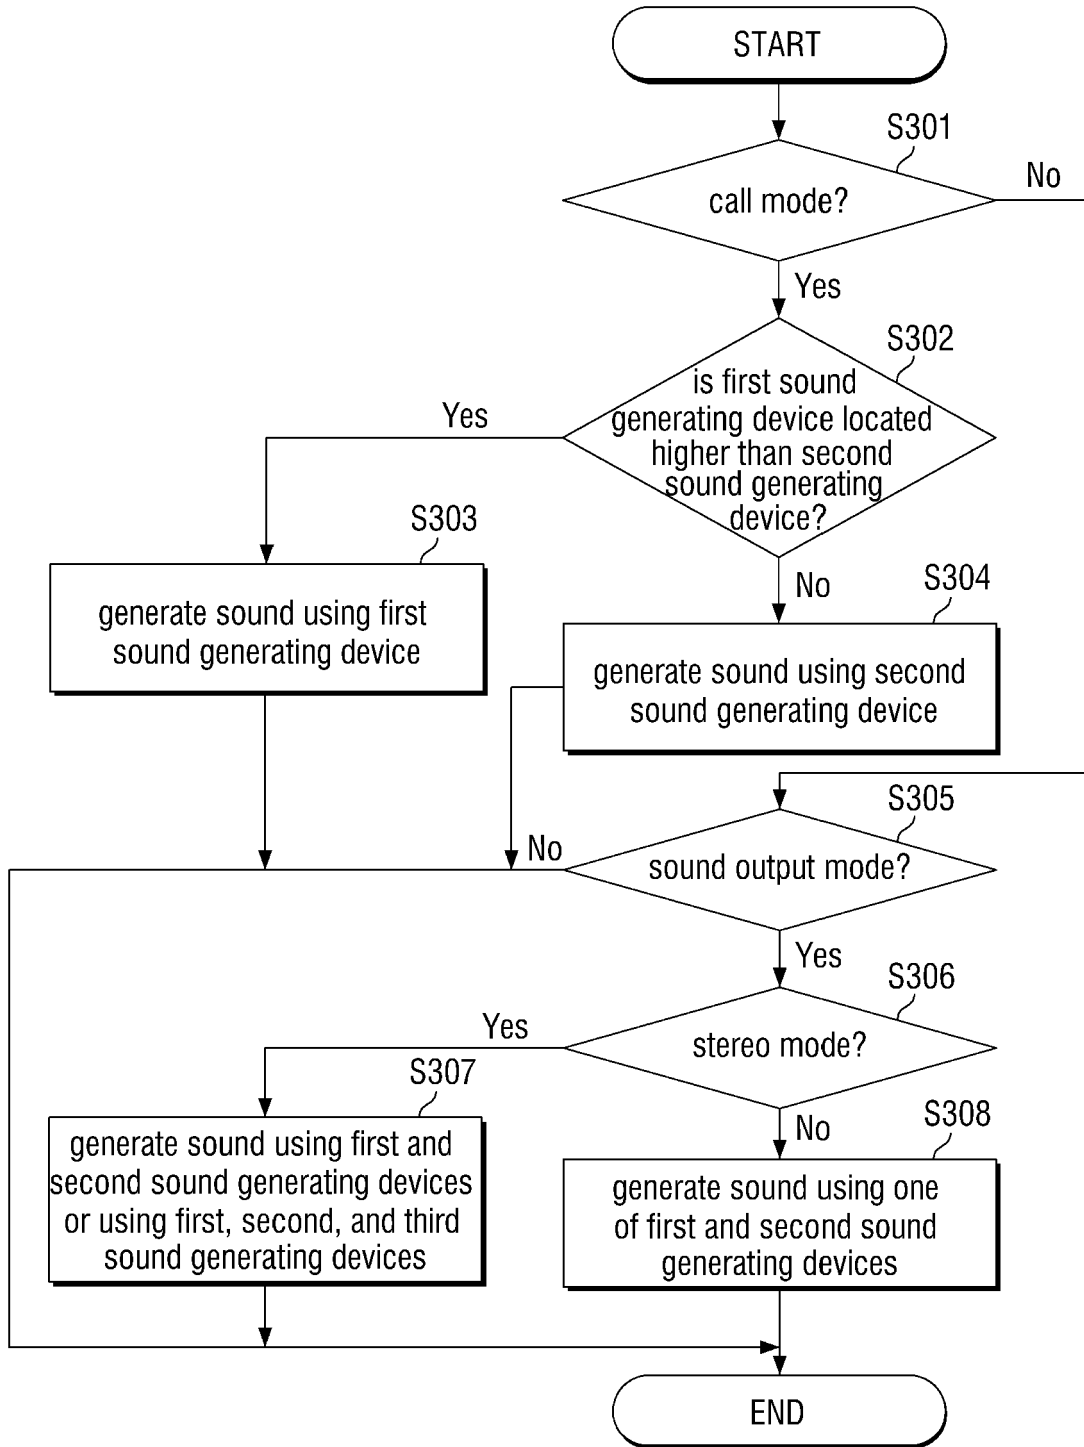 START
S301
call mode?
No
Yes
S302
is first sound
generating device located
higher than second
sound generating
device?
Yes
No
S303
generate sound using first
sound generating device
S304
generate sound using second
sound generating device
S305
sound output mode?
No
Yes
S306
stereo mode?
Yes
No
S307
generate sound using first and
second sound generating devices
or using first, second, and third
sound generating devices
S308
generate sound using one
of first and second sound
generating devices
END